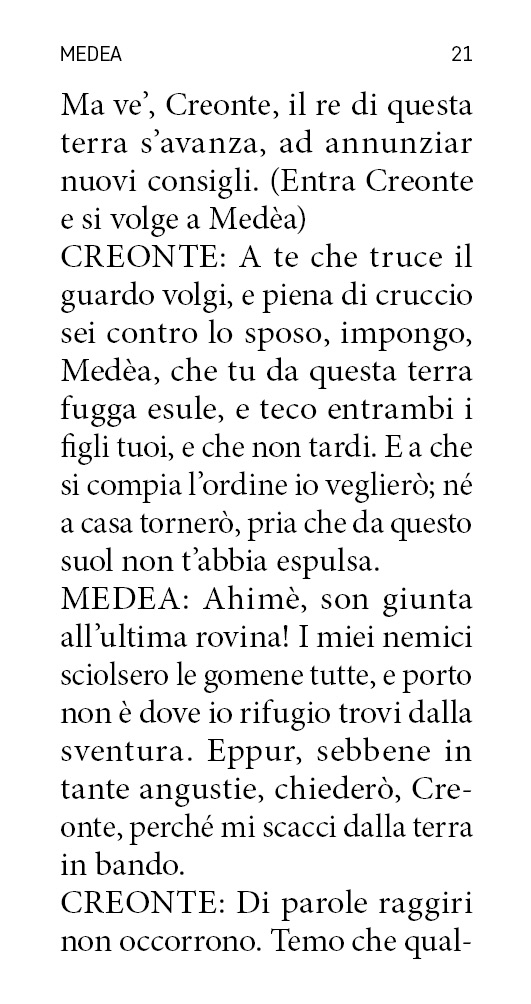 MEDEA 21
Ma ve’, Creonte, il re di questa
terra s’avanza, ad annunziar
nuovi consigli. (Entra Creonte
e si volge a Medèa)
CREONTE: A te che truce il
guardo volgi, e piena di cruccio
sei contro lo sposo, impongo,
Medèa, che tu da questa terra
fugga esule, e teco entrambi i
figli tuoi, e che non tardi. E a che
si compia l’ordine io veglierò; né
a casa tornerò, pria che da questo
suol non t’abbia espulsa.
MEDEA: Ahimè, son giunta
all’ultima rovina! I miei nemici
sciolsero le gomene tutte, e porto
non è dove io rifugio trovi dalla
sventura. Eppur, sebbene in
tante angustie, chiederò, Cre-
onte, perché mi scacci dalla terra
in bando.
CREONTE: Di parole raggiri
non occorrono. Temo che qual-